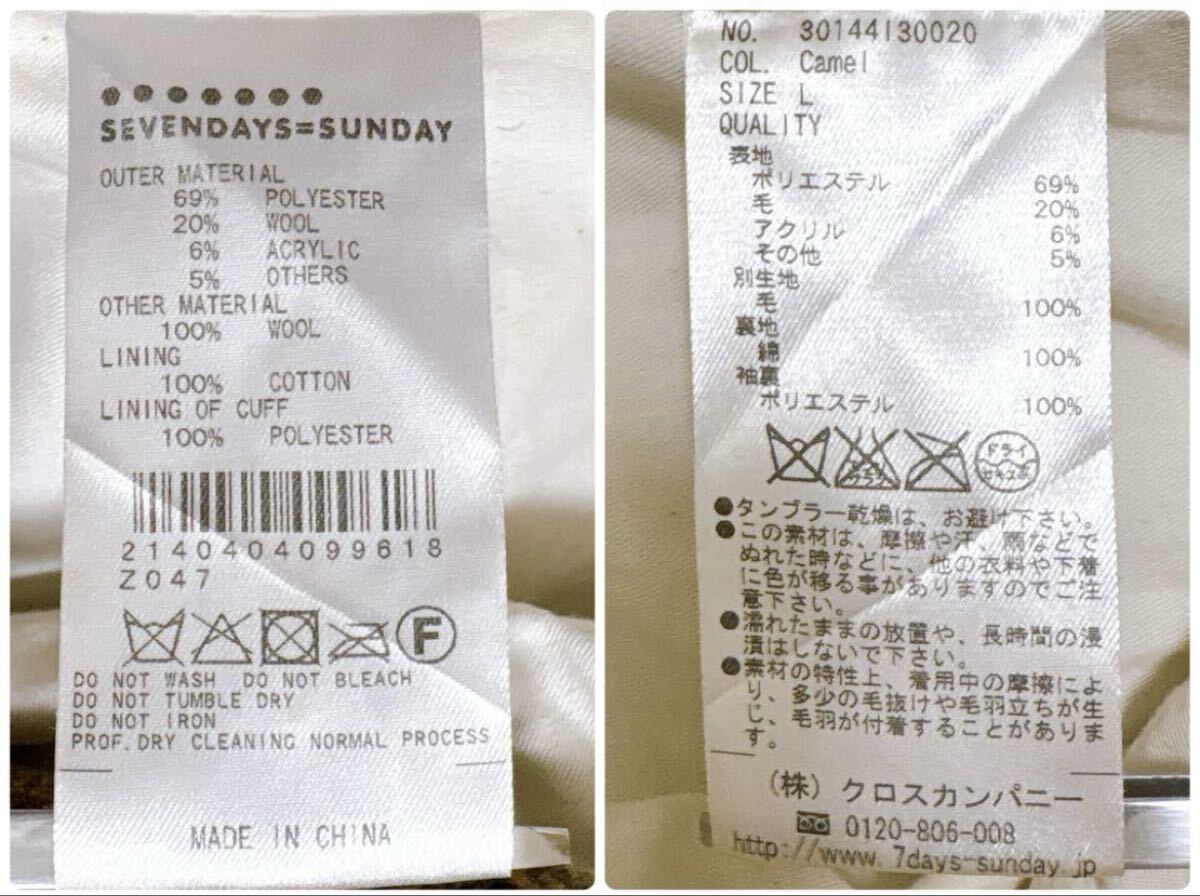 SEVENDAYS=SUNDAY
OUTER MATERIAL
69% POLYESTER
20% WOOL
6% ACRYLIC
5% OTHERS
OTHER MATERIAL
100% WOOL
LINING
100% COTTON
LINING OF CUFF
100% POLYESTER
2140404099618
Z047
F
DO NOT WASH DO NOT BLEACH
DO NOT TUMBLE DRY
DO NOT IRON
PROF.DRY CLEANING NORMAL PROCESS
MADE IN CHINA
NO. 30144130020
COL. Camel
SIZE L
QUALITY
表地
ポリエステル 69%
毛 20%
アクリル 6%
その他 5%
別生地
毛 100%
裏地
綿 100%
袖裏
ポリエステル 100%
エンソ サラシ
ドライ
セキユ系
●タンブラー乾燥は、お避け下さい。
●この素材は、摩擦や汗、雨などで
ぬれた時などに、他の衣料や下着
に色が移る事がありますのでご注
意下さい。
●濡れたままの放置や、長時間の浸
漬はしないで下さい。
●素材の特性上、着用中の摩擦によ
り、多少の毛抜けや毛羽立ちが生
じ、毛羽が付着することがありま
す。
(株)クロスカンパニー
0120-806-008
http://www.7days-sunday.jp